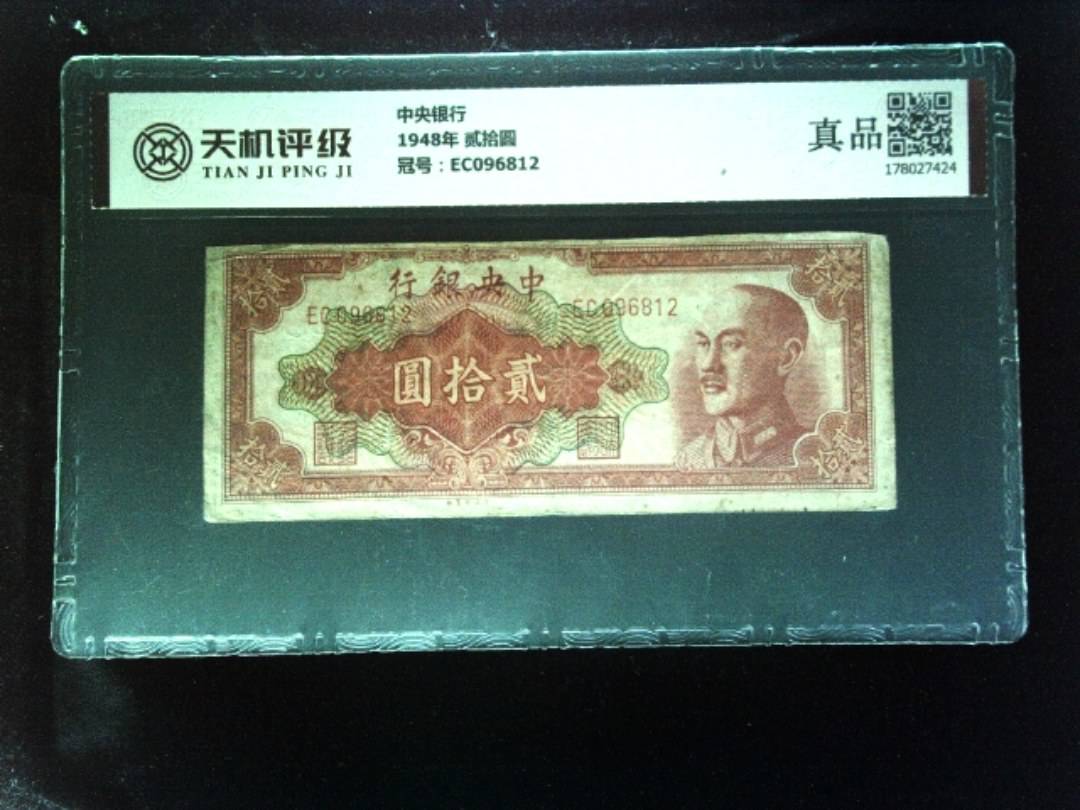 天机评级
TIAN JI PING JI
中央银行
1948年 贰拾圆
冠号：EC096812
真品
178027424
行銀央中
EC096812
EC096812
圓拾貳